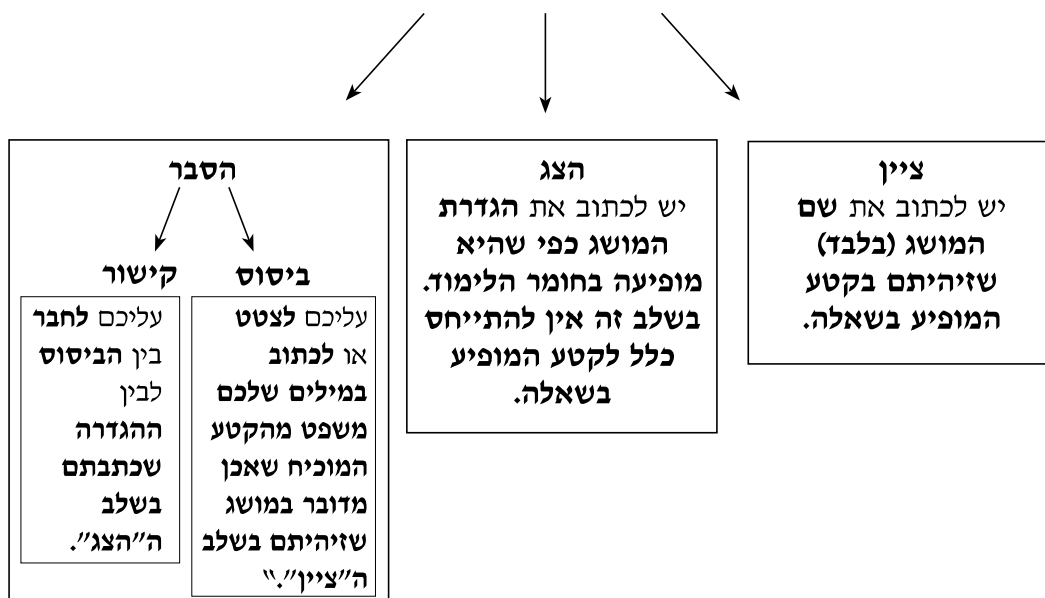 ציין
יש לכתוב את שם
המושג (בלבד)
שזיהיתם בקטע
המופיע בשאלה.
הצג
יש לכתוב את הגדרת
המושג כפי שהיא
מופיעה בחומר הלימוד.
בשלב זה אין להתייחס
כלל לקטע המופיע
בשאלה.
הסבר
ביסוס
עליכם לצטט
או לכתוב
במילים שלכם
משפט מהקטע
המוכיח שאכן
מדובר במושג
שזיהיתם בשלב
ה"ציין"."
קישור
עליכם לחבר
בין הביסוס
לבין
ההגדרה
שכתבתם
בשלב
ה"הצג".